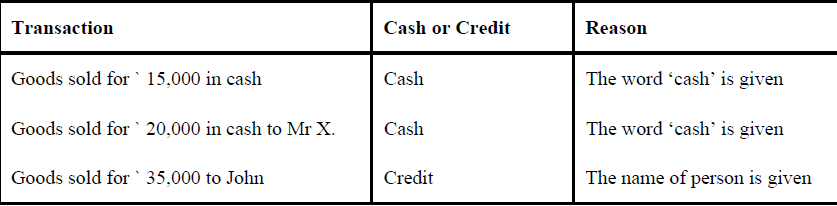 Transaction Cash or Credit Reason
Goods sold for ` 15,000 in cash Cash The word ‘cash’ is given
Goods sold for ` 20,000 in cash to Mr X. Cash The word ‘cash’ is given
Goods sold for ` 35,000 to John Credit The name of person is given